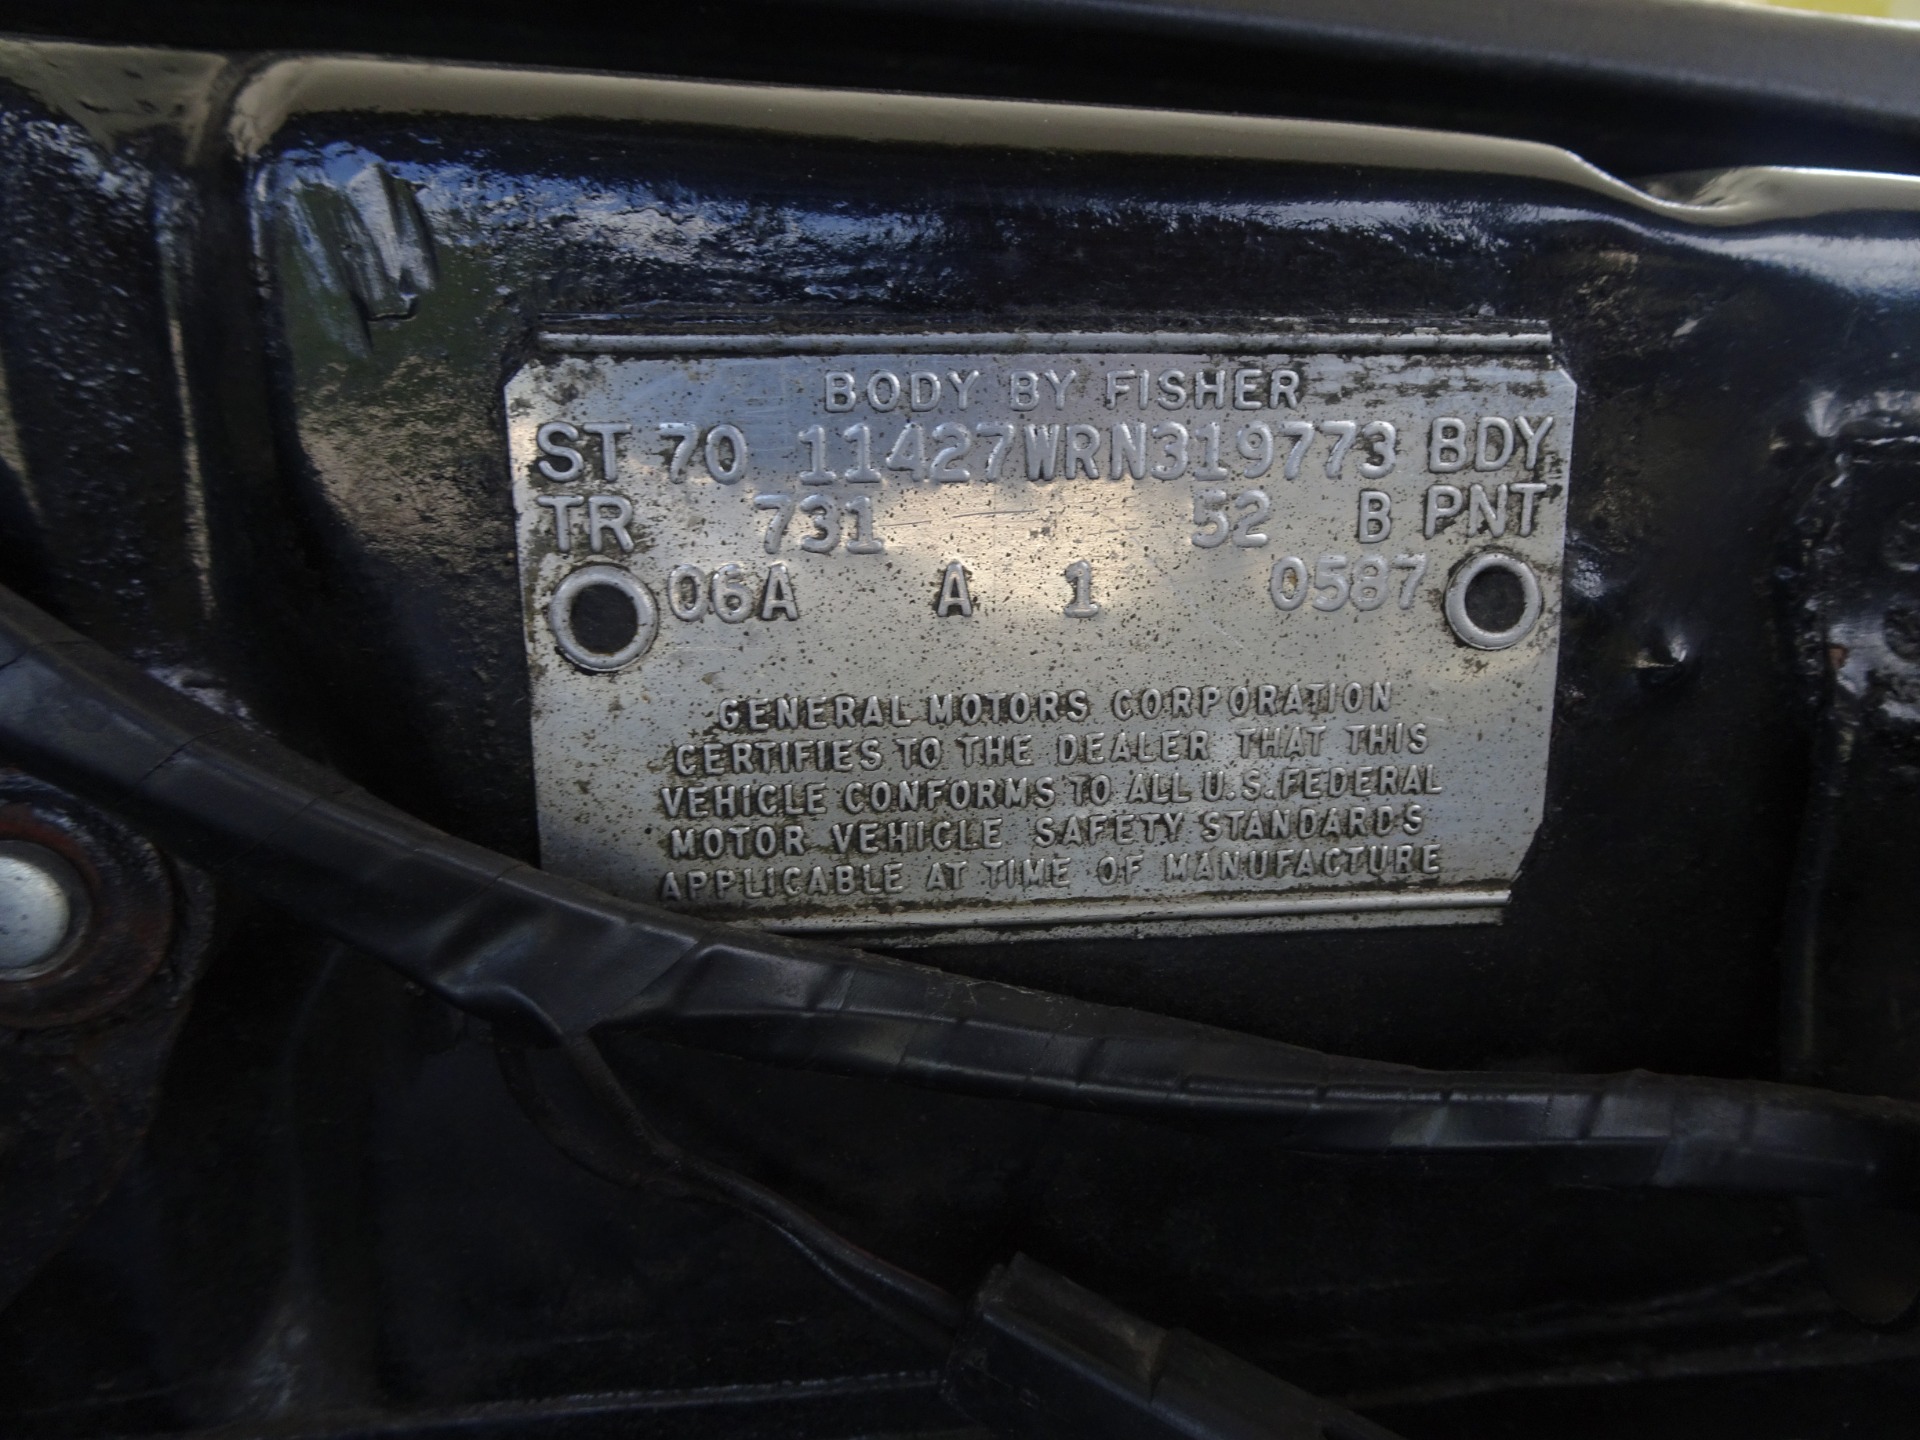 BODY BY FISHER
ST 70 11427WRN319773 BDY
TR 731 52 B PNT
06A A 1 0587
GENERAL MOTORS CORPORATION
CERTIFIES TO THE DEALER THAT THIS
VEHICLE CONFORMS TO ALL U.S. FEDERAL
MOTOR VEHICLE SAFETY STANDARDS
APPLICABLE AT TIME OF MANUFACTURE